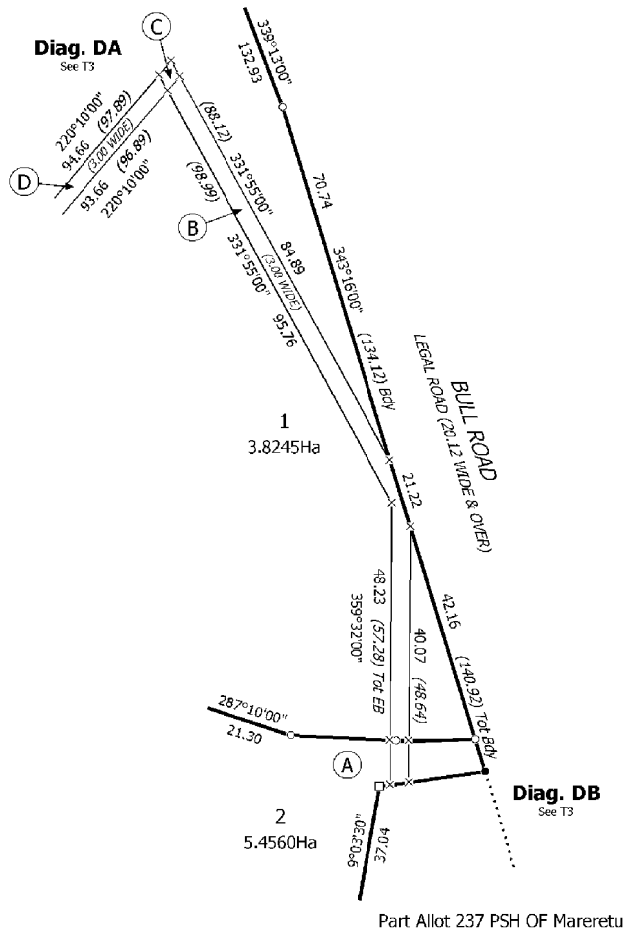 C
Diag. DA
See T3
339°13'00"
132.93
220°10'00"
94.66 (97.89)
(3.00 WIDE)
93.66 (96.89)
220°10'00"
D
(88.12)
331°55'00"
84.89
(3.00 WIDE)
(98.99)
B
331°55'00"
95.76
70.74
343°16'00"
(134.12) Bdy
BULL ROAD
LEGAL ROAD (20.12 WIDE & OVER)
1
3.8245Ha
21.22
48.23 (57.28) Tot EB
359°32'00"
40.07 (48.64)
42.16
(140.92) Tot Bdy
287°10'00"
21.30
A
Diag. DB
See T3
2
5.4560Ha
37.04
9°03'30"
Part Allot 237 PSH OF Mareretu